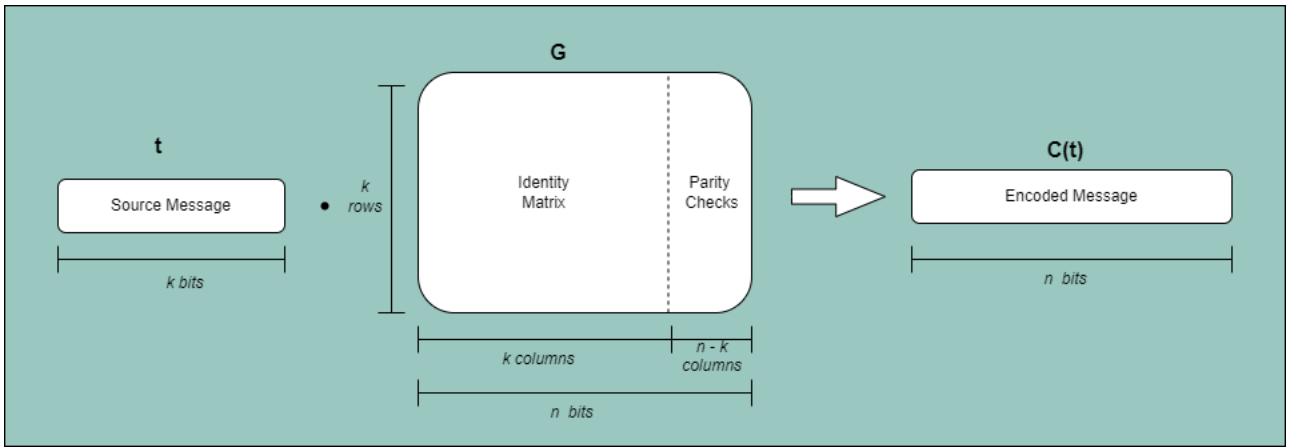 G
t
Source Message
k bits
k
rows
Identity
Matrix
Parity
Checks
k columns
n - k
columns
n bits
C(t)
Encoded Message
n bits